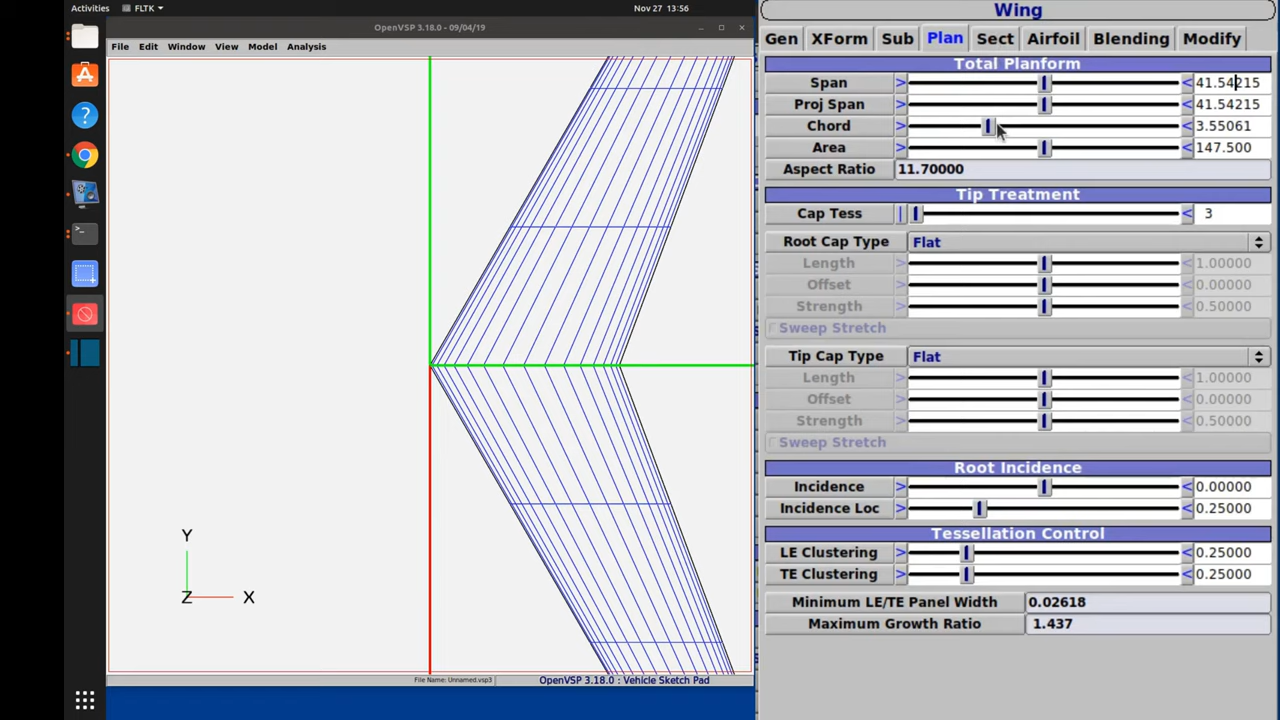 Activities
FLTK
Nov 27 13:56
OpenVSP 3.18.0 - 09/04/19
File Edit Window View Model Analysis
Y
Z
X
File Name: Unnamed.vsp3
OpenVSP 3.18.0 : Vehicle Sketch Pad
Wing
Gen XForm Sub Plan Sect Airfoil Blending Modify
Total Planform
Span > < 41.54215
Proj Span > < 41.54215
Chord > < 3.55061
Area > < 147.500
Aspect Ratio 11.70000
Tip Treatment
Cap Tess | < 3
Root Cap Type Flat
Length > < 1.00000
Offset > < 0.00000
Strength > < 0.50000
Sweep Stretch
Tip Cap Type Flat
Length > < 1.00000
Offset > < 0.00000
Strength > < 0.50000
Sweep Stretch
Root Incidence
Incidence > < 0.00000
Incidence Loc > < 0.25000
Tessellation Control
LE Clustering > < 0.25000
TE Clustering > < 0.25000
Minimum LE/TE Panel Width 0.02618
Maximum Growth Ratio 1.437